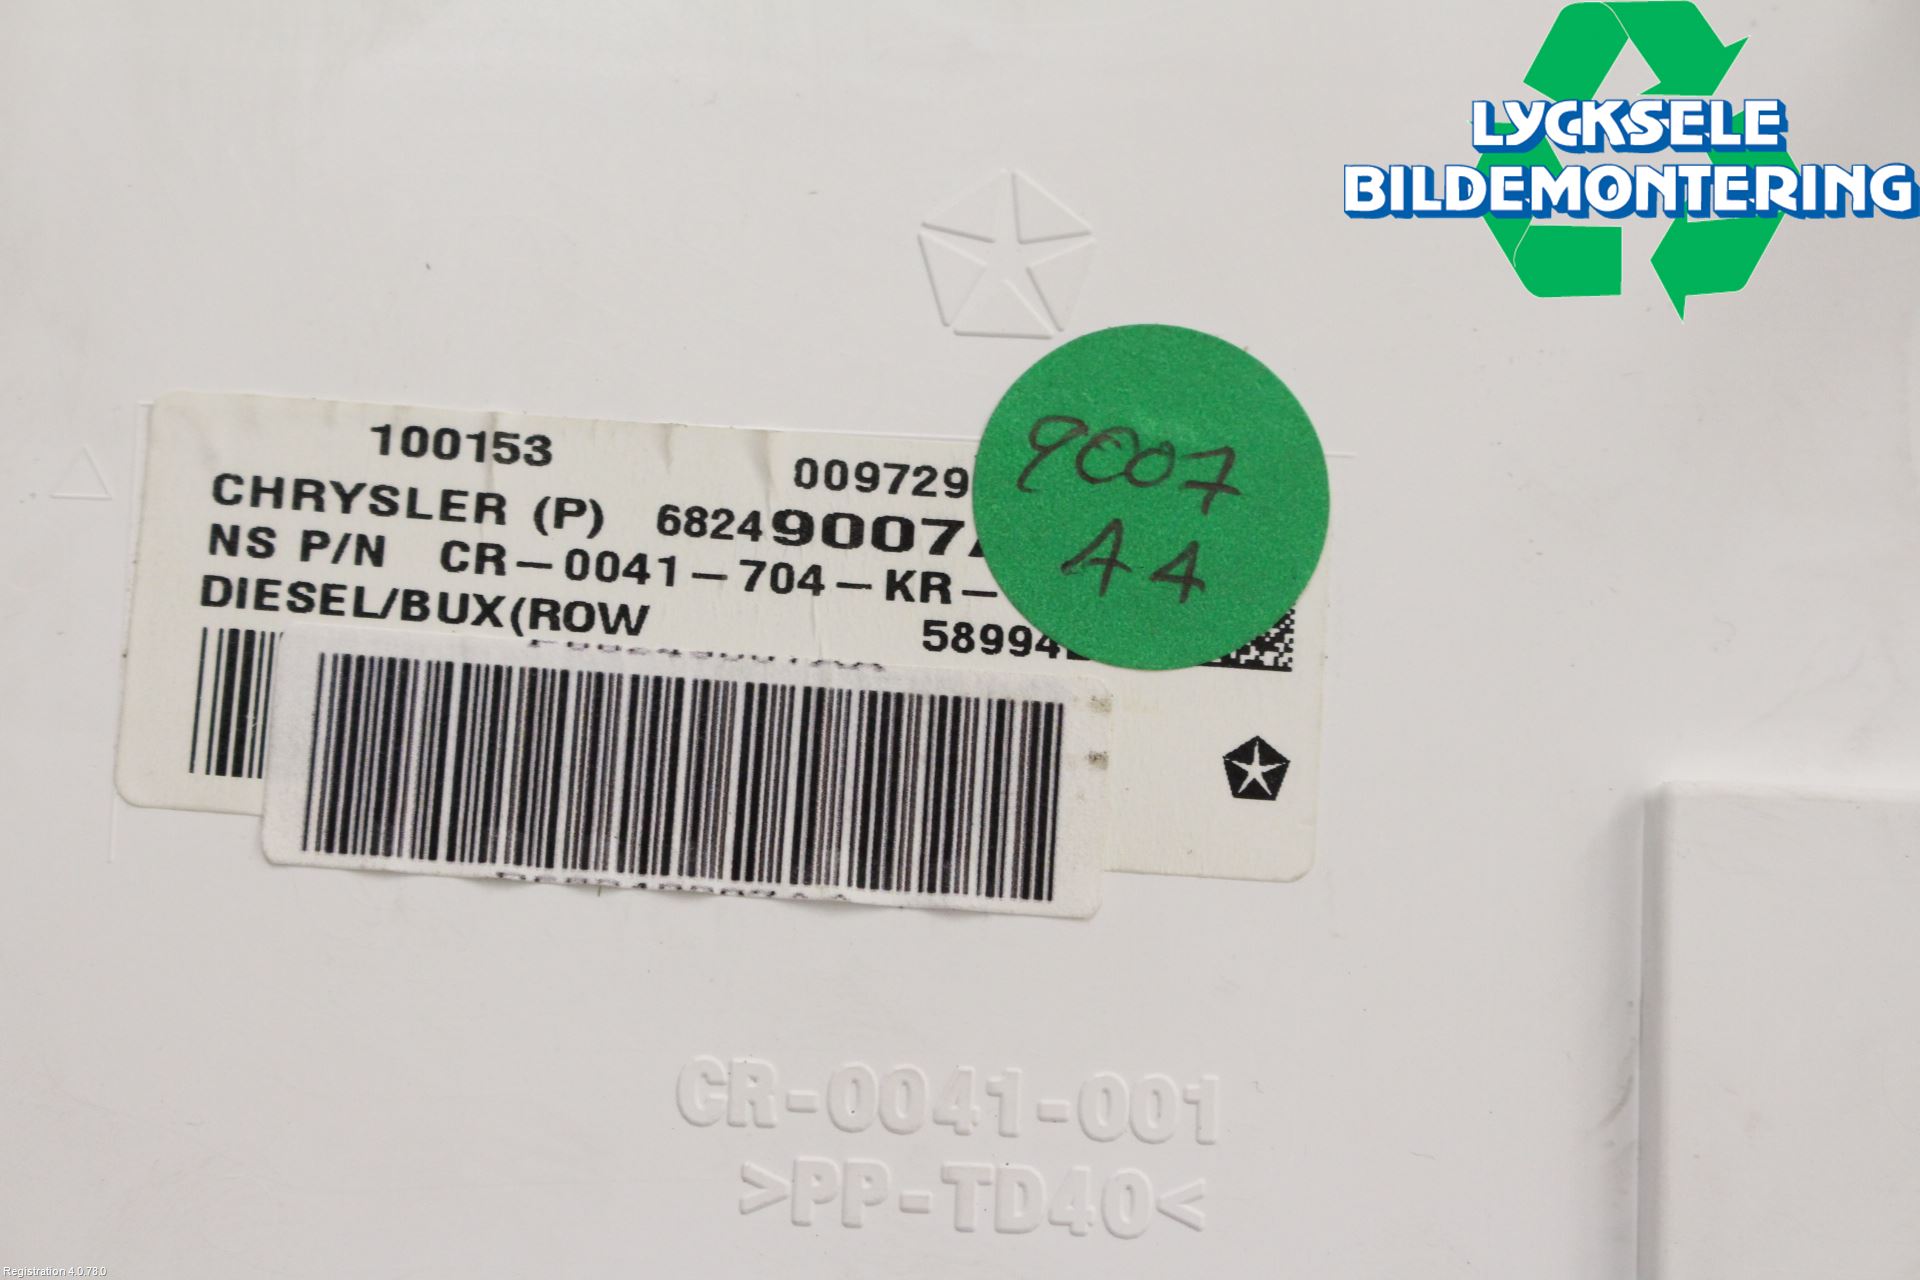 LYCKSELE
BILDEMONTERING
100153
009729
CHRYSLER (P) 68249007
NS P/N CR-0041-704-KR-
DIESEL/BUX(ROW
58994
9007
A4
CR-0041-001
>PP-TD40<
Registration 4.0.78.0